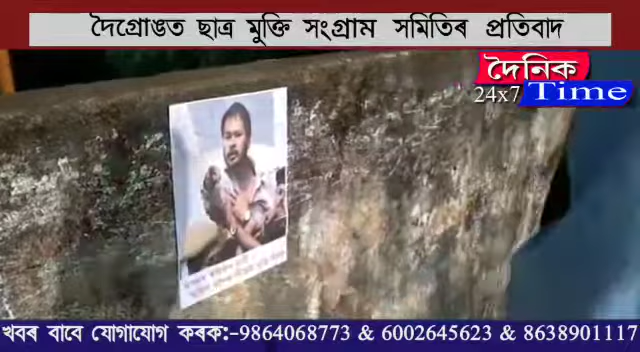 দৈগ্ৰোঙত ছাত্ৰ মুক্তি সংগ্ৰাম সমিতিৰ প্ৰতিবাদ
দৈনিক
24x7 Time
খবৰ বাবে যোগাযোগ কৰক:-9864068773 & 6002645623 & 8638901117